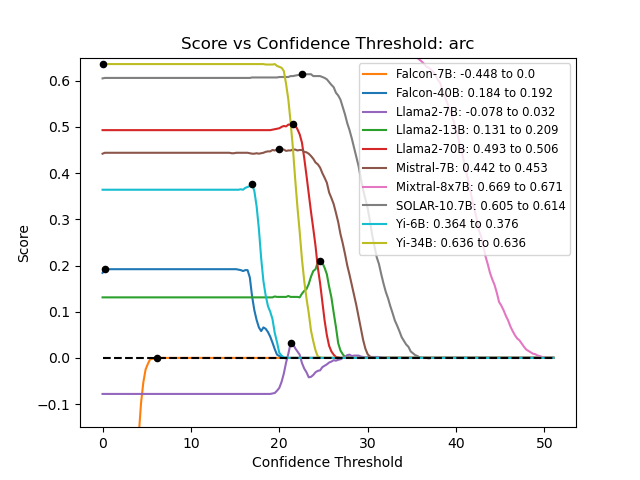 Score vs Confidence Threshold: arc
Score
0.6
0.5
0.4
0.3
0.2
0.1
0.0
−0.1
Falcon-7B: -0.448 to 0.0
Falcon-40B: 0.184 to 0.192
Llama2-7B: -0.078 to 0.032
Llama2-13B: 0.131 to 0.209
Llama2-70B: 0.493 to 0.506
Mistral-7B: 0.442 to 0.453
Mixtral-8x7B: 0.669 to 0.671
SOLAR-10.7B: 0.605 to 0.614
Yi-6B: 0.364 to 0.376
Yi-34B: 0.636 to 0.636
0 10 20 30 40 50
Confidence Threshold